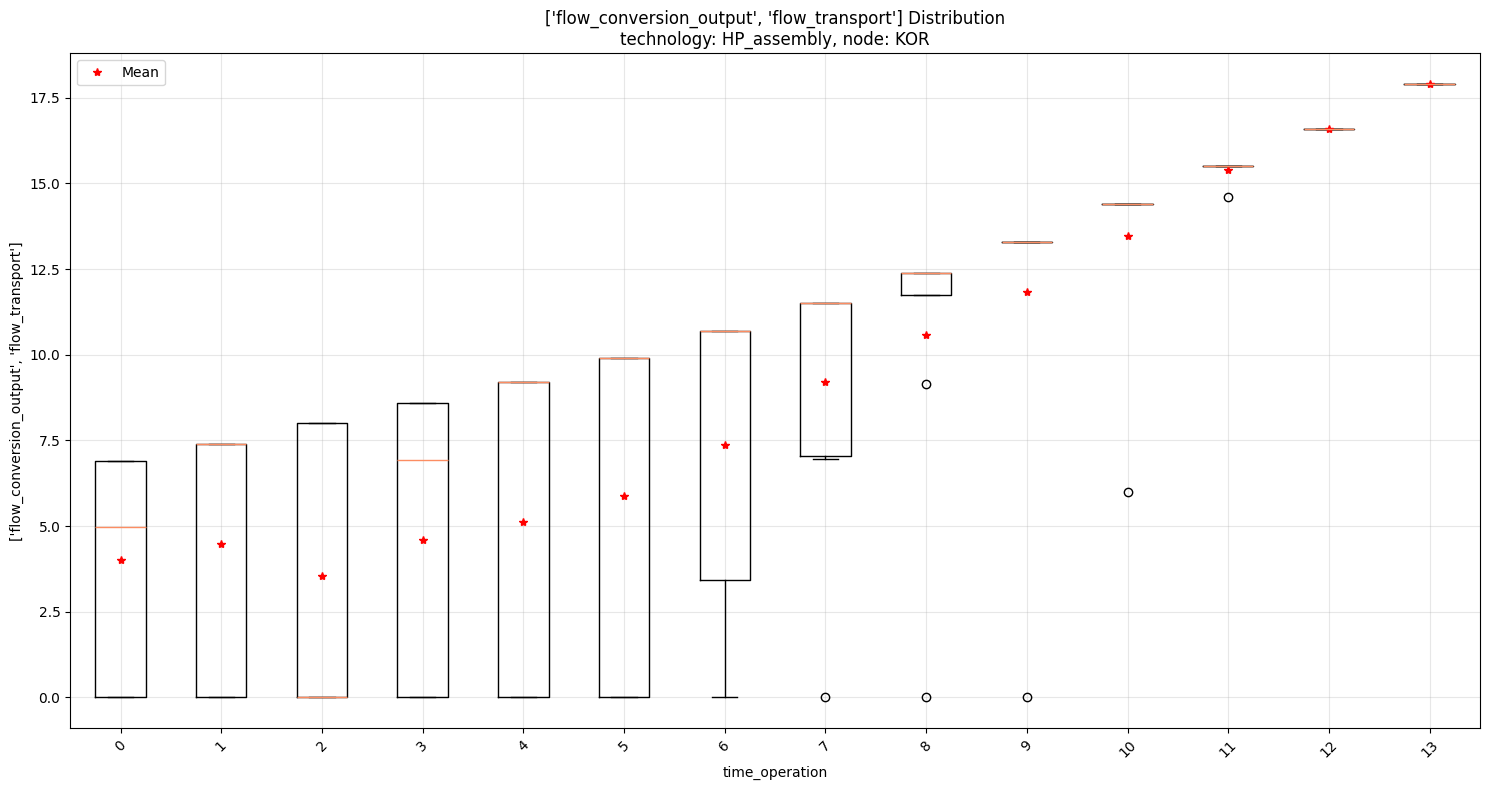 ['flow_conversion_output', 'flow_transport'] Distribution
technology: HP_assembly, node: KOR
Mean
['flow_conversion_output', 'flow_transport']
17.5
15.0
12.5
10.0
7.5
5.0
2.5
0.0
0 1 2 3 4 5 6 7 8 9 10 11 12 13
time_operation